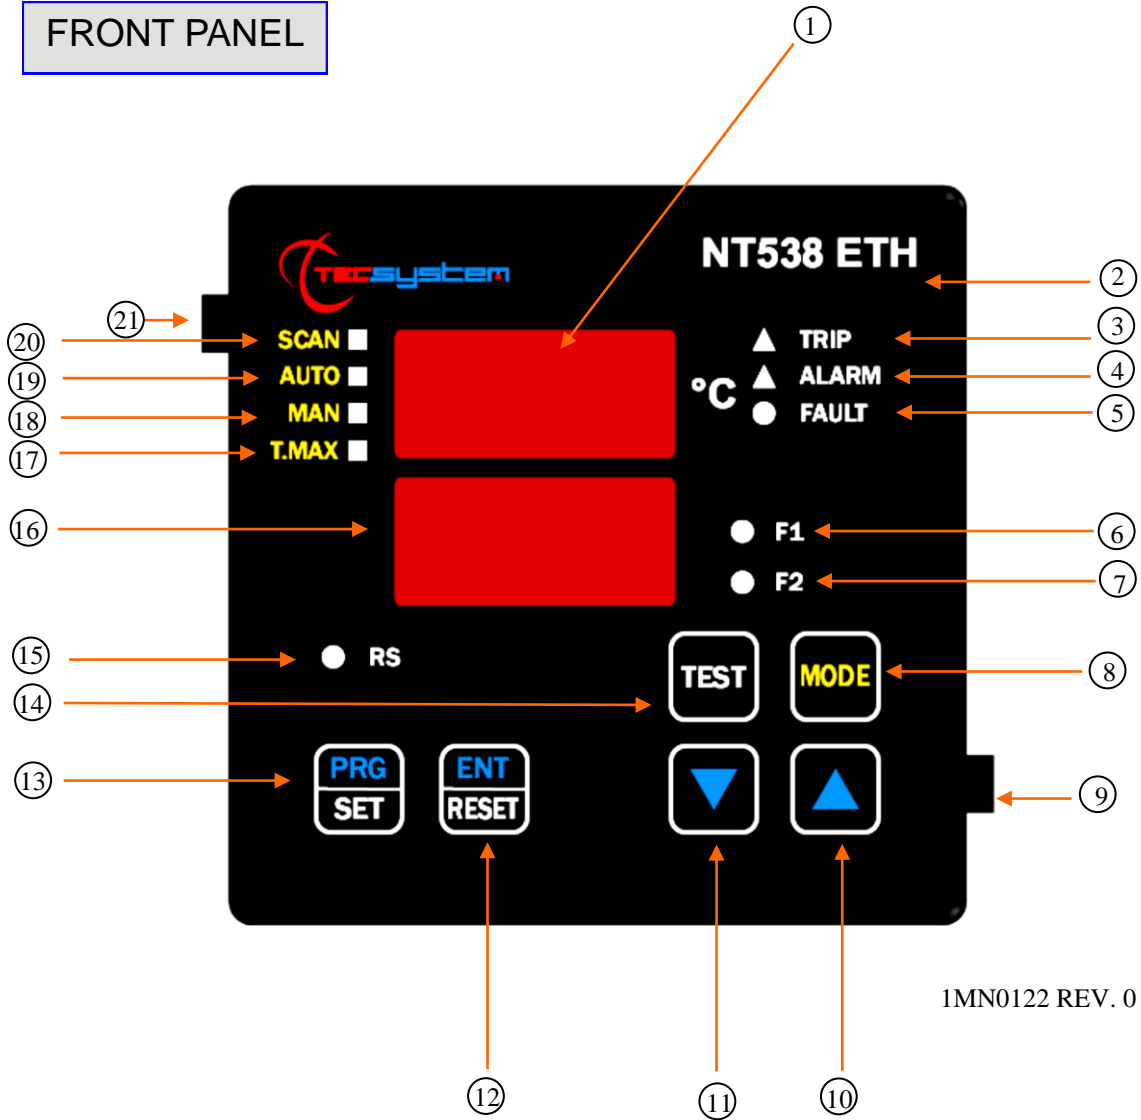 FRONT PANEL
1
TECSYSTEM
NT538 ETH
2
21
20
SCAN
TRIP
3
19
AUTO
°C
ALARM
4
18
MAN
FAULT
5
17
T.MAX
16
F1
6
F2
7
15
RS
14
TEST
MODE
8
13
PRG
SET
ENT
RESET
9
1MN0122 REV. 0
12
11
10